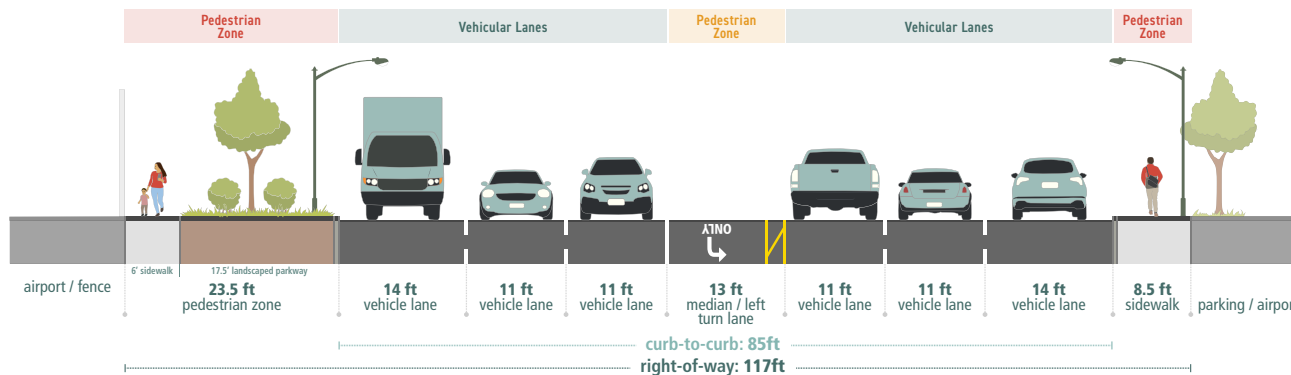 Pedestrian
Zone
Vehicular Lanes
Pedestrian
Zone
Vehicular Lanes
Pedestrian
Zone
ONLY
6' sidewalk
17.5' landscaped parkway
airport / fence
23.5 ft
pedestrian zone
14 ft
vehicle lane
11 ft
vehicle lane
11 ft
vehicle lane
13 ft
median / left
turn lane
11 ft
vehicle lane
11 ft
vehicle lane
14 ft
vehicle lane
8.5 ft
sidewalk
parking / airport
curb-to-curb: 85ft
right-of-way: 117ft